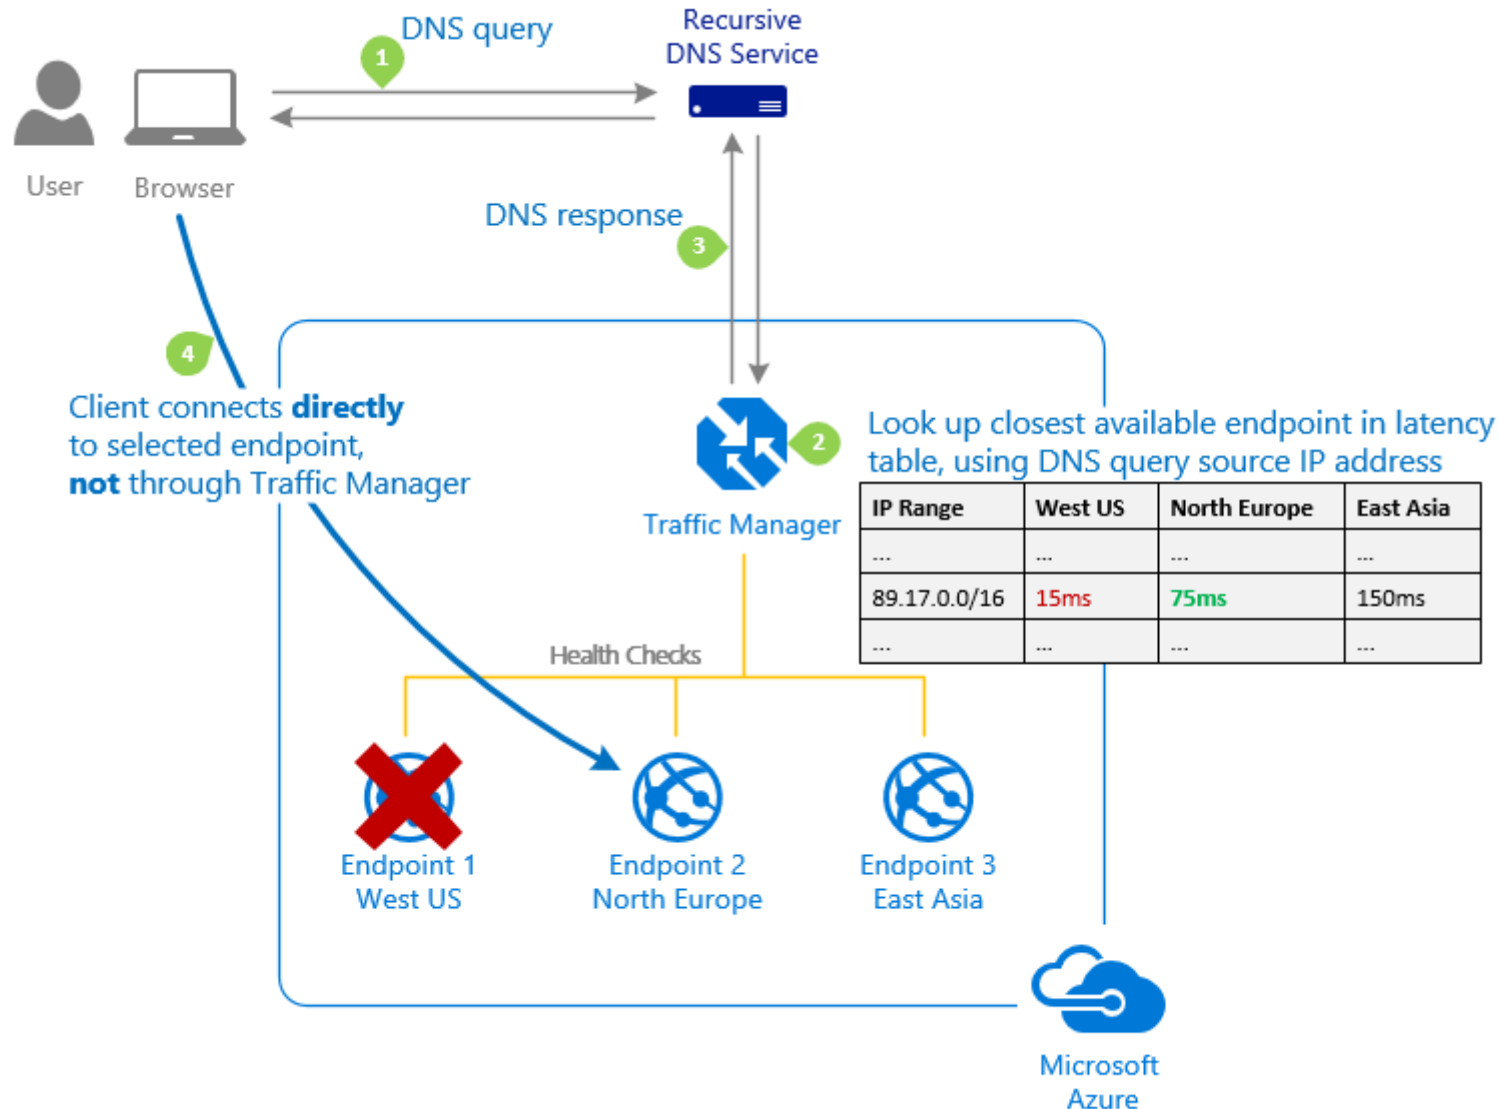 DNS query
1
Recursive
DNS Service
User
Browser
DNS response
3
4
Client connects directly
to selected endpoint,
not through Traffic Manager
2
Look up closest available endpoint in latency
table, using DNS query source IP address
Traffic Manager
IP Range West US North Europe East Asia
... ... ... ...
89.17.0.0/16 15ms 75ms 150ms
... ... ... ...
Health Checks
Endpoint 1
West US
Endpoint 2
North Europe
Endpoint 3
East Asia
Microsoft
Azure